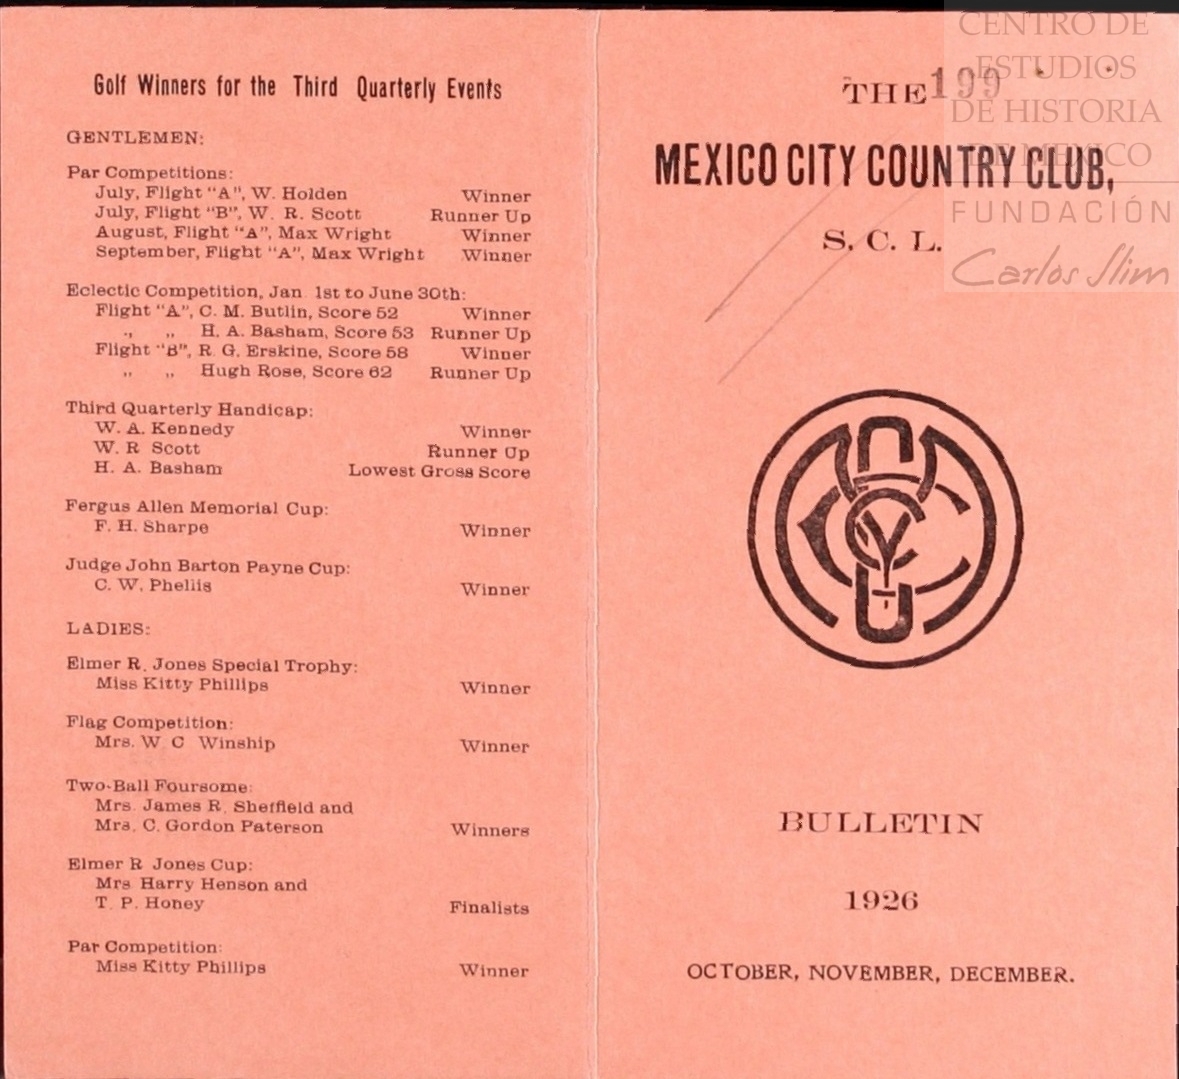 Golf Winners for the Third Quarterly Events
GENTLEMEN:
Par Competitions:
July, Flight "A", W. Holden Winner
July, Flight "B", W. R. Scott Runner Up
August, Flight "A", Max Wright Winner
September, Flight "A", Max Wright Winner
Eclectic Competition, Jan 1st to June 30th:
Flight "A", C. M. Butlin, Score 52 Winner
„ „ H. A. Basham, Score 53 Runner Up
Flight "B", R. G. Erskine, Score 58 Winner
„ „ Hugh Rose, Score 62 Runner Up
Third Quarterly Handicap:
W. A. Kennedy Winner
W. R Scott Runner Up
H. A. Basham Lowest Gross Score
Fergus Allen Memorial Cup:
F. H. Sharpe Winner
Judge John Barton Payne Cup:
C. W. Phellis Winner
LADIES:
Elmer R. Jones Special Trophy:
Miss Kitty Phillips Winner
Flag Competition:
Mrs. W C Winship Winner
Two-Ball Foursome:
Mrs. James R. Sheffield and
Mrs. C. Gordon Paterson Winners
Elmer R Jones Cup:
Mrs Harry Henson and
T. P. Honey Finalists
Par Competition:
Miss Kitty Phillips Winner
THE
199
MEXICO CITY COUNTRY CLUB,
S. C. L.
BULLETIN
1926
OCTOBER, NOVEMBER, DECEMBER.
CENTRO DE
ESTUDIOS
DE HISTORIA
DE MEXICO
FUNDACIÓN
Carlos Slim